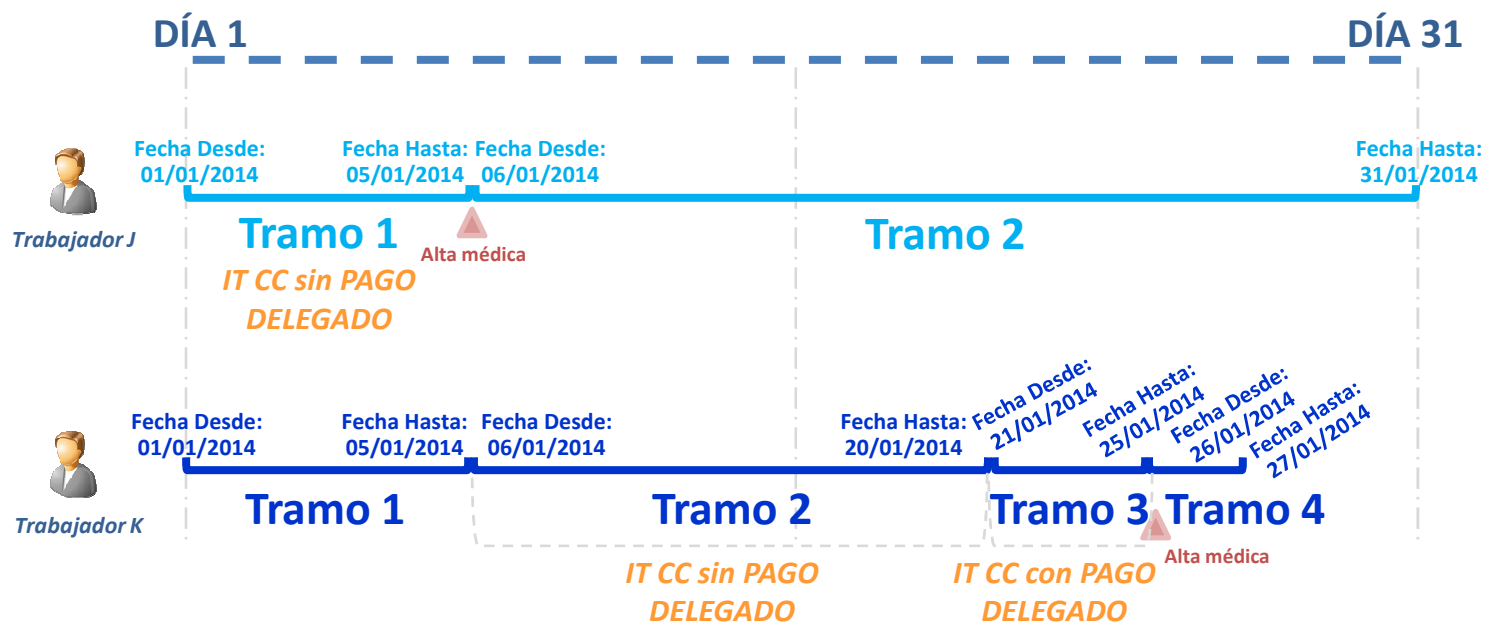 DÍA 1
DÍA 31
Fecha Desde:
01/01/2014
Fecha Hasta:
05/01/2014
Fecha Desde:
06/01/2014
Fecha Hasta:
31/01/2014
Trabajador J
Tramo 1
Alta médica
Tramo 2
IT CC sin PAGO
DELEGADO
Fecha Desde:
01/01/2014
Fecha Hasta:
05/01/2014
Fecha Desde:
06/01/2014
Fecha Hasta:
20/01/2014
Fecha Desde:
21/01/2014
Fecha Hasta:
25/01/2014
Fecha Desde:
26/01/2014
Fecha Hasta:
27/01/2014
Trabajador K
Tramo 1
Tramo 2
Tramo 3
Tramo 4
Alta médica
IT CC sin PAGO
DELEGADO
IT CC con PAGO
DELEGADO